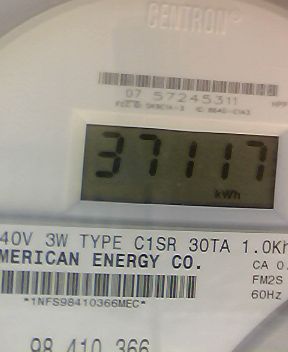 CENTRON®
07 57245311
37117
kWh
40V 3W TYPE C1SR 30TA 1.0Kh
MERICAN ENERGY CO.
CA 0.
FM2S
60Hz
*1NFS98410366MEC*
98 410 366